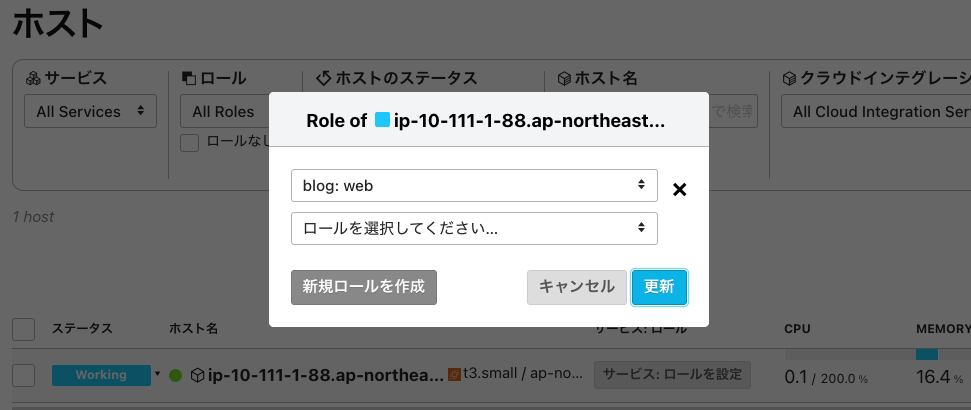 ホスト
サービス
ロール
ホストのステータス
ホスト名
クラウドインテグレーシ
All Services
All Roles
で検索
All Cloud Integration Ser
ロールなし
Role of ip-10-111-1-88.ap-northeast...
blog: web
ロールを選択してください...
1 host
新規ロールを作成
キャンセル
更新
ステータス
ホスト名
サービス: ロール
CPU
MEMORY
Working
ip-10-111-1-88.ap-northea...
t3.small / ap-no...
サービス: ロールを設定
0.1 / 200.0 %
16.4 %